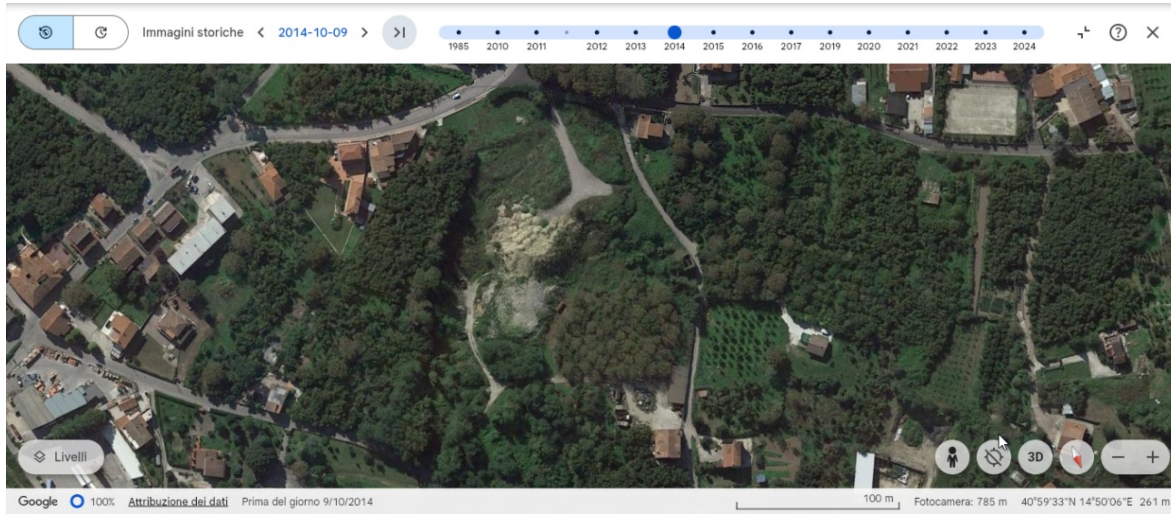 Immagini storiche 2014-10-09
1985 2010 2011 2012 2013 2014 2015 2016 2017 2019 2020 2021 2022 2023 2024
Livelli
3D
Google 100% Attribuzione dei dati Prima del giorno 9/10/2014 100 m Fotocamera: 785 m 40°59'33"N 14°50'06"E 261 m